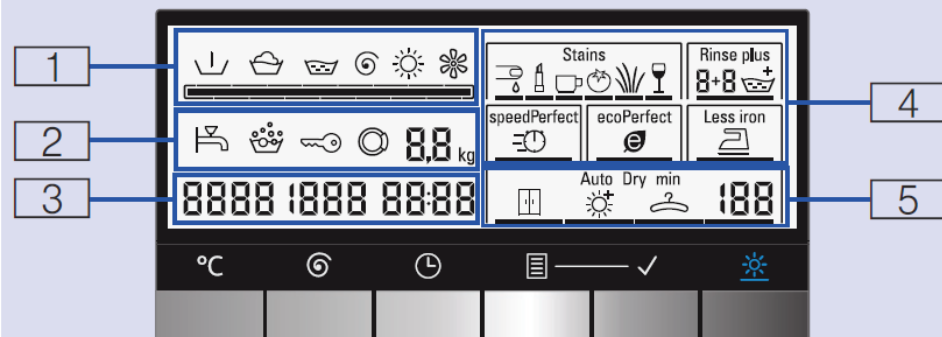 1
2
3
4
5
8,8 kg
8888 1888 88:88
Stains
Rinse plus
8+8
speedPerfect
ecoPerfect
e
Less iron
Auto Dry min
188
°C